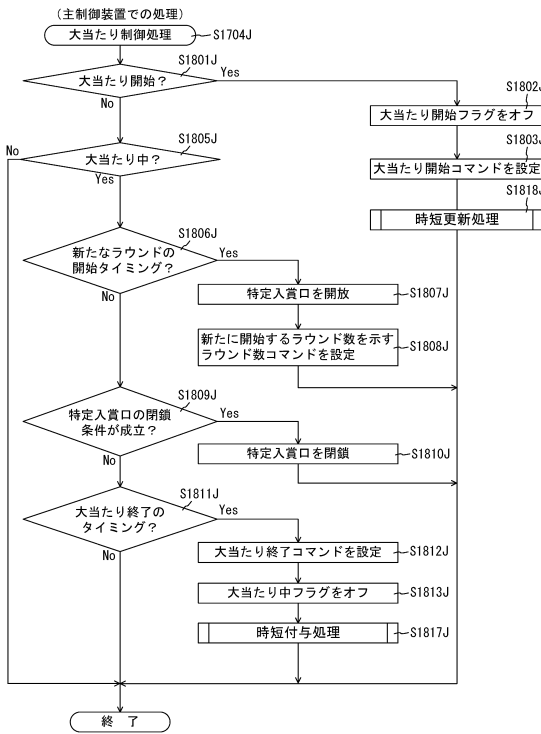 (主制御装置での処理)
大当たり制御処理
S1704J
S1801J
大当たり開始?
Yes
No
S1802J
大当たり開始フラグをオフ
S1803J
大当たり開始コマンドを設定
S1818J
時短更新処理
S1805J
No
大当たり中?
Yes
S1806J
新たなラウンドの
開始タイミング?
Yes
No
特定入賞口を開放
S1807J
新たに開始するラウンド数を示す
ラウンド数コマンドを設定
S1808J
S1809J
特定入賞口の閉鎖
条件が成立?
Yes
No
特定入賞口を閉鎖
S1810J
S1811J
大当たり終了の
タイミング?
Yes
No
大当たり終了コマンドを設定
S1812J
大当たり中フラグをオフ
S1813J
時短付与処理
S1817J
終 了